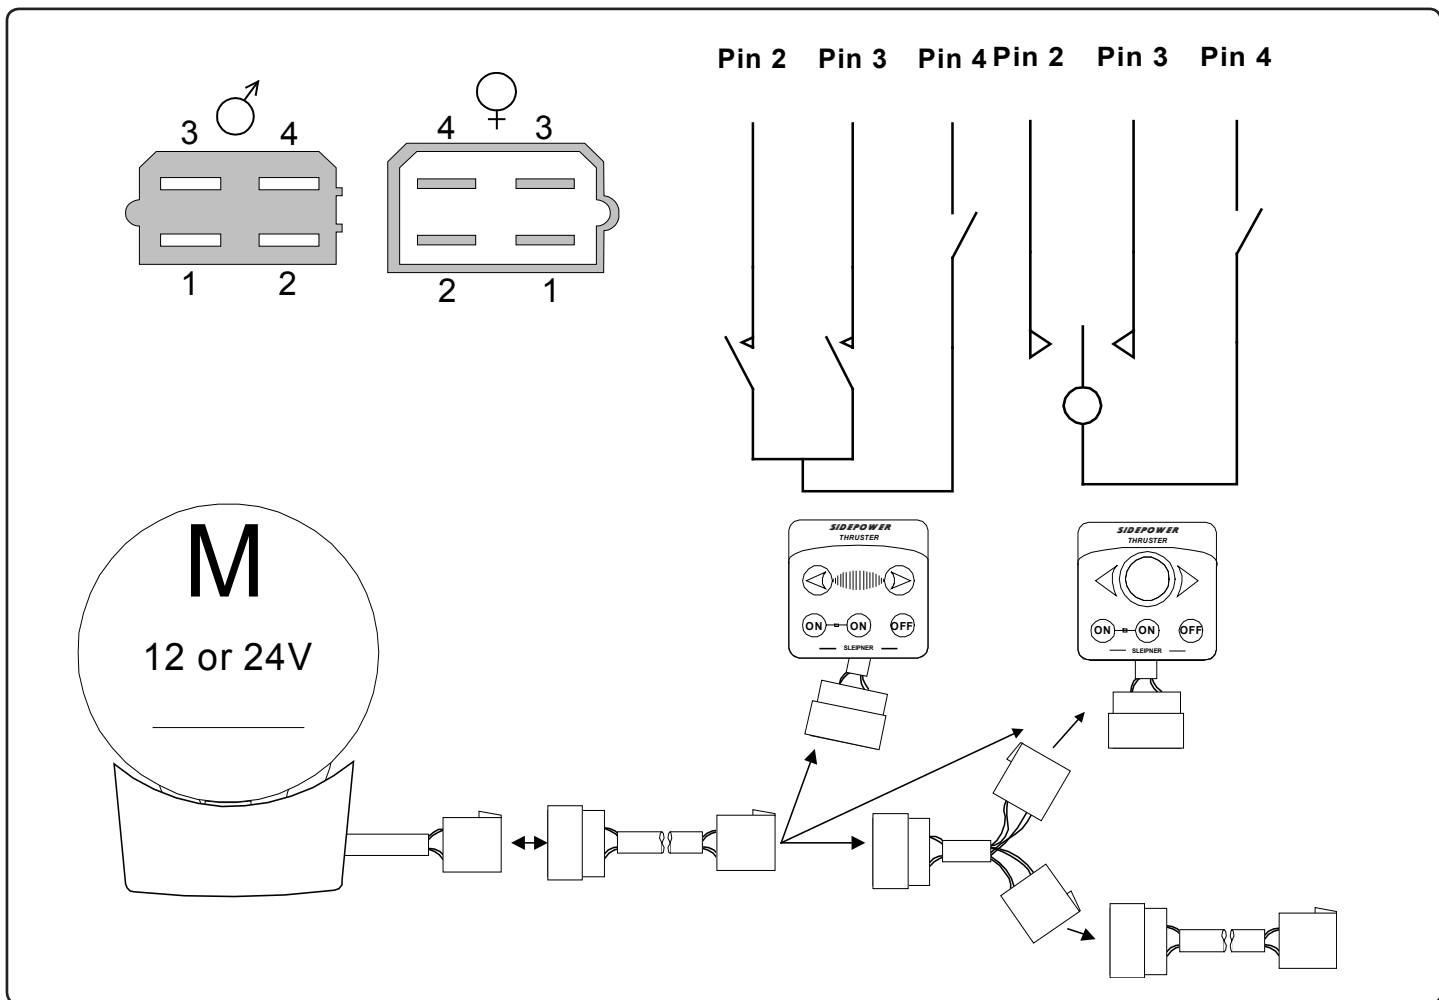 Pin 2 Pin 3 Pin 4 Pin 2 Pin 3 Pin 4
3 4
4 3
1 2
2 1
M
12 or 24V
SIDEPOWER
THRUSTER
ON ON OFF
SLEIPNER
SIDEPOWER
THRUSTER
ON ON OFF
SLEIPNER